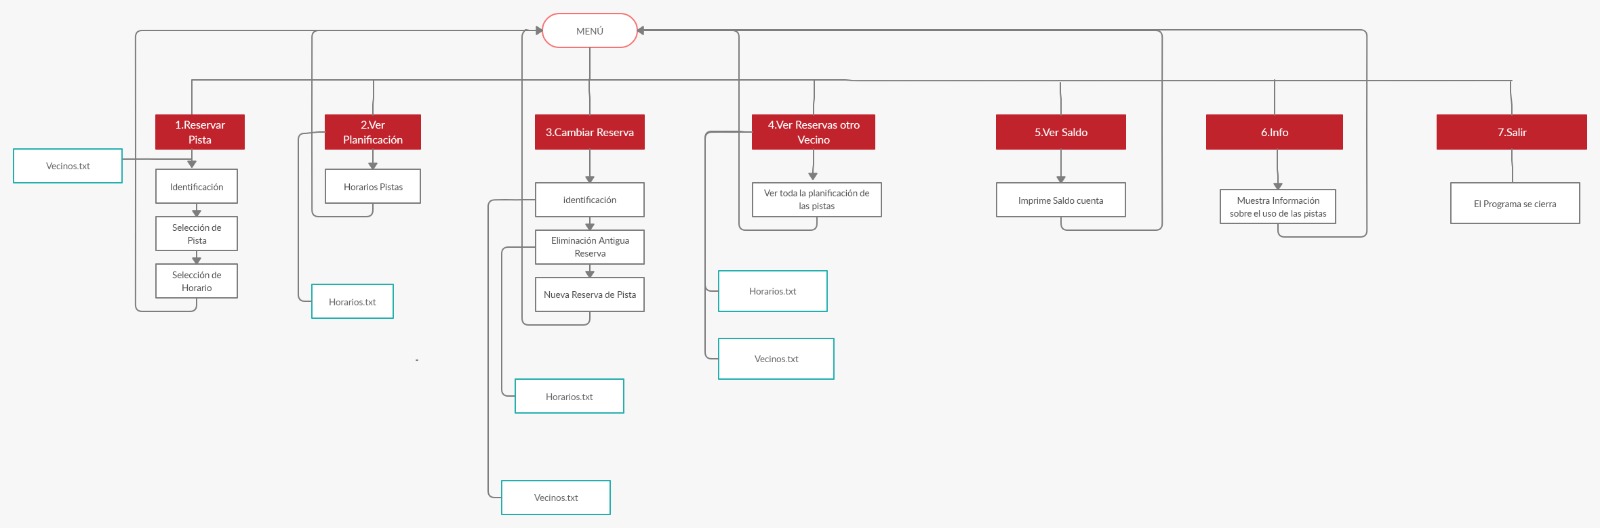 MENÚ
1.Reservar
Pista
2.Ver
Planificación
3.Cambiar Reserva
4.Ver Reservas otro
Vecino
5.Ver Saldo
6.Info
7.Salir
Vecinos.txt
Identificación
Selección de
Pista
Selección de
Horario
Horarios Pistas
Horarios.txt
Identificación
Eliminación Antigua
Reserva
Nueva Reserva de Pista
Horarios.txt
Vecinos.txt
Ver toda la planificación de
las pistas
Horarios.txt
Vecinos.txt
Imprime Saldo cuenta
Muestra Información
sobre el uso de las pistas
El Programa se cierra